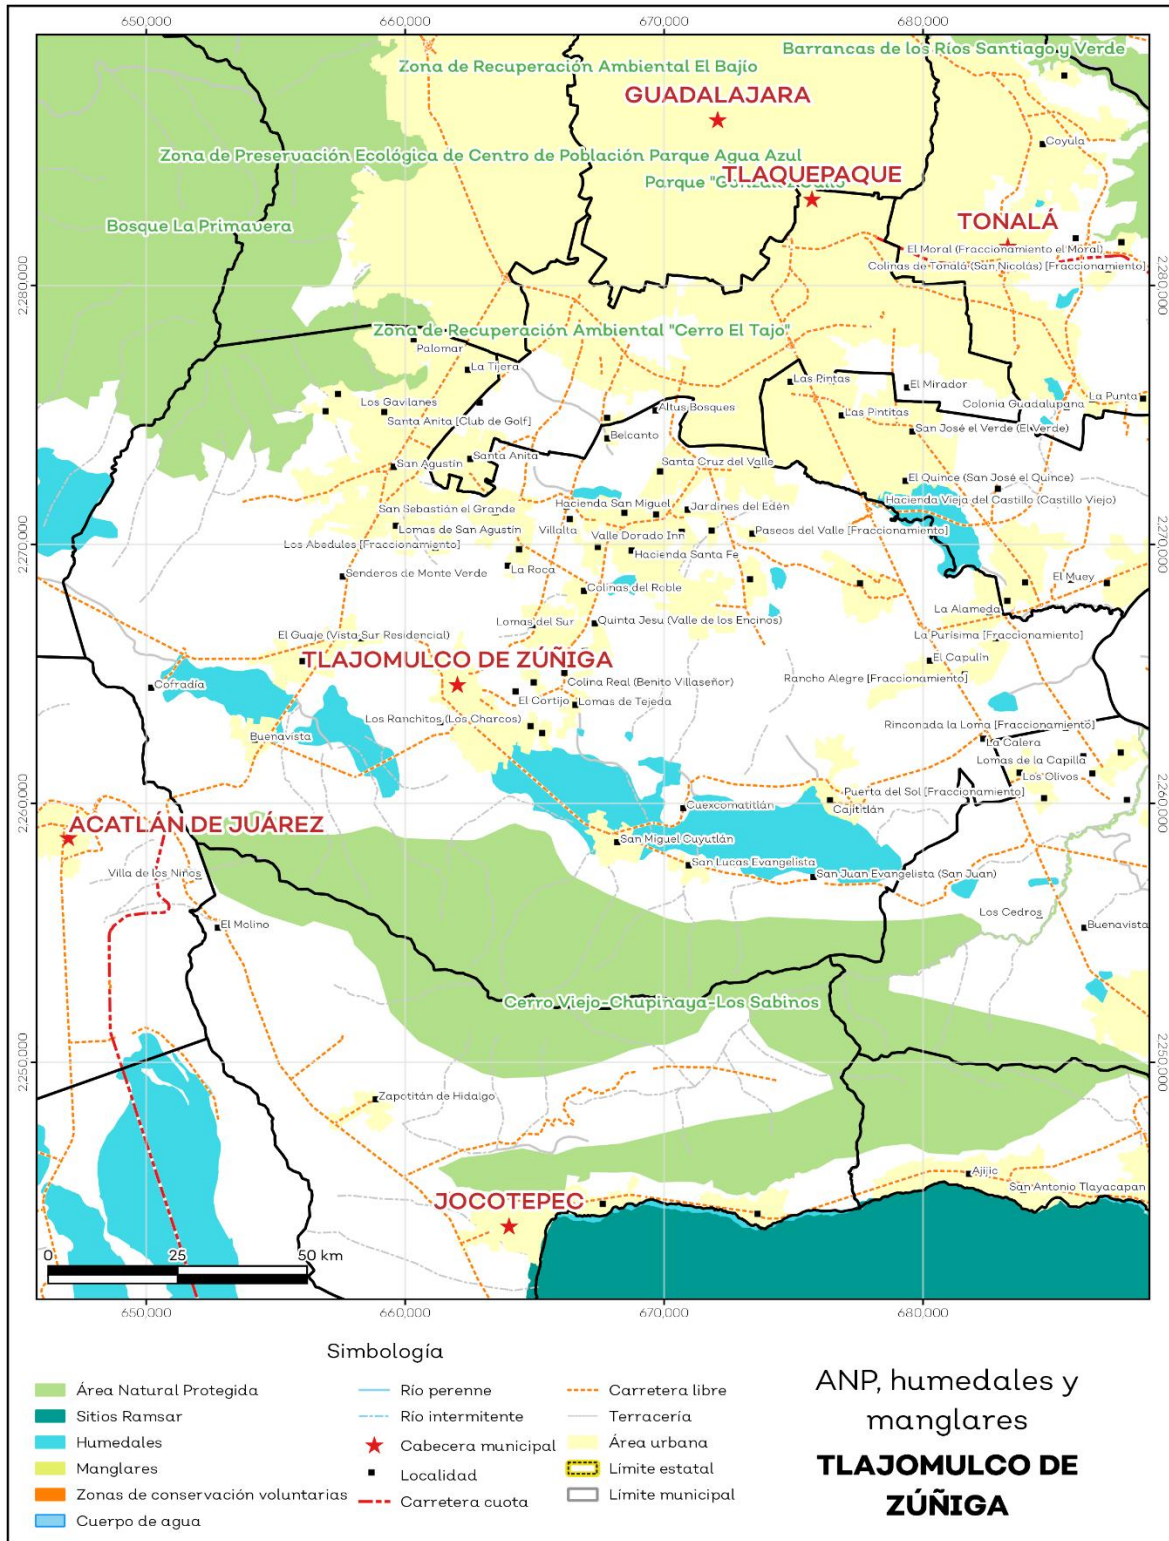 650,000
660,000
670,000
680,000
Barrancas de los Ríos Santiago y Verde
Zona de Recuperación Ambiental El Bajío
GUADALAJARA
Coyula
Zona de Preservación Ecológica de Centro de Población Parque Agua Azul
TLAQUEPAQUE
Bosque La Primavera
TONALÁ
El Moral (Fraccionamiento el Moral)
Colinas de Tonalá (San Nicolás) [Fraccionamiento]
2,280,000
2,280,000
Zona de Recuperación Ambiental "Cerro El Tajo"
Palomar
La Tijera
Las Pintas
El Mirador
Los Gavilanes
Altus Bosques
Las Pintitas
Colonia Guadalupana
La Punta
Santa Anita [Club de Golf]
Belcanto
San José el Verde (El Verde)
San Agustín
Santa Anita
Santa Cruz del Valle
El Quince (San José el Quince)
Hacienda Vieja del Castillo (Castillo Viejo)
San Sebastián el Grande
Hacienda San Miguel
Jardines del Edén
Lomas de San Agustín
Villalta
Valle Dorado Inn
Paseos del Valle [Fraccionamiento]
2,270,000
2,270,000
Los Abedules [Fraccionamiento]
Hacienda Santa Fe
Senderos de Monte Verde
La Roca
El Muey
Colinas del Roble
La Alameda
Lomas del Sur
Quinta Jesu (Valle de los Encinos)
El Guaje (Vista Sur Residencial)
La Purísima [Fraccionamiento]
TLAJOMULCO DE ZÚÑIGA
El Capulín
Cofradía
Colina Real (Benito Villaseñor)
Rancho Alegre [Fraccionamiento]
El Cortijo
Lomas de Tejeda
Los Ranchitos (Los Charcos)
Rinconada la Loma [Fraccionamiento]
Buenavista
La Calera
Lomas de la Capilla
Los Olivos
Puerta del Sol [Fraccionamiento]
2,260,000
2,260,000
Cuexcomatitlán
Cajititlán
ACATLÁN DE JUÁREZ
San Miguel Cuyutlán
San Lucas Evangelista
Villa de los Niños
San Juan Evangelista (San Juan)
Los Cedros
El Molino
Buenavista
Cerro Viejo-Chupinaya-Los Sabinos
2,250,000
2,250,000
Zapotitán de Hidalgo
Ajijic
San Antonio Tlayacapan
JOCOTEPEC
0 25 50 km
650,000
660,000
670,000
680,000
Simbología
Área Natural Protegida
Sitios Ramsar
Humedales
Manglares
Zonas de conservación voluntarias
Cuerpo de agua
Río perenne
Río intermitente
Cabecera municipal
Localidad
Carretera cuota
Carretera libre
Terracería
Área urbana
Límite estatal
Límite municipal
ANP, humedales y
manglares
TLAJOMULCO DE
ZÚÑIGA